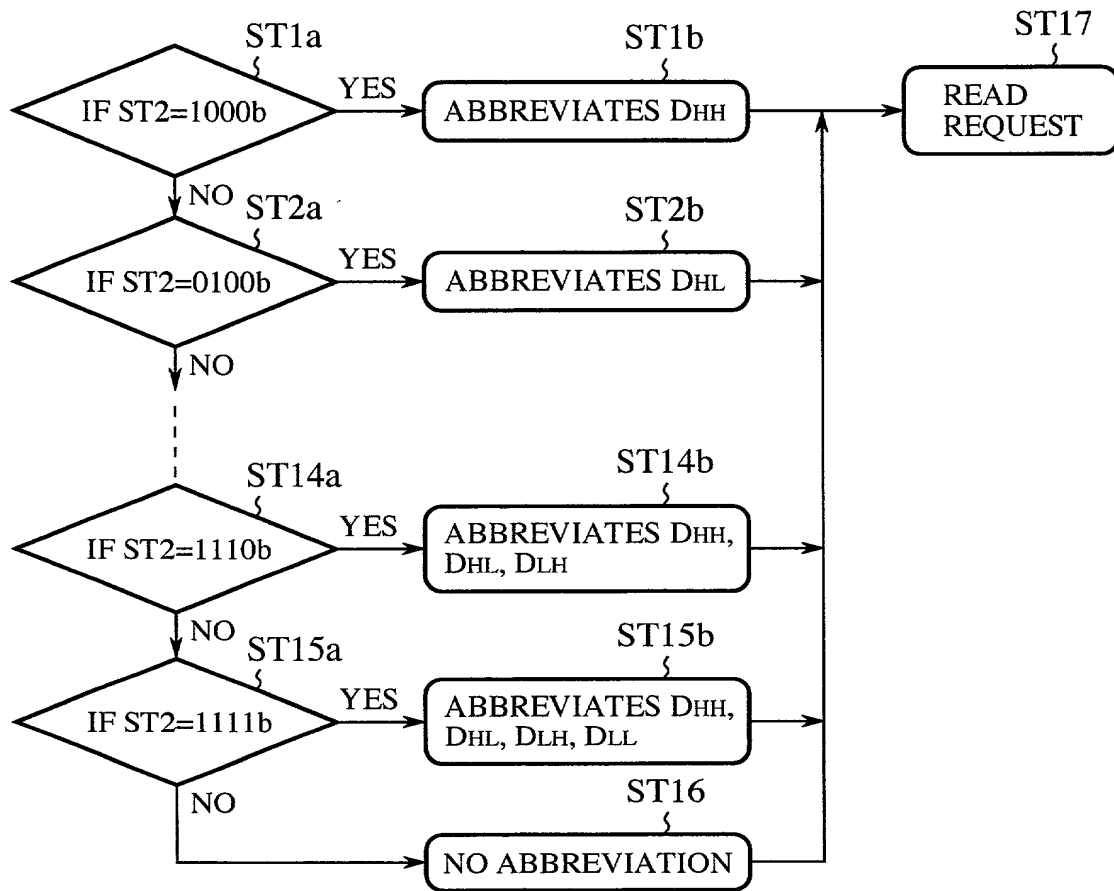 ST1a
ST1b
ST17
IF ST2=1000b
YES
ABBREVIATES DHH
READ
REQUEST
NO
ST2a
ST2b
IF ST2=0100b
YES
ABBREVIATES DHL
NO
ST14a
ST14b
IF ST2=1110b
YES
ABBREVIATES DHH,
DHL, DLH
NO
ST15a
ST15b
IF ST2=1111b
YES
ABBREVIATES DHH,
DHL, DLH, DLL
NO
ST16
NO ABBREVIATION